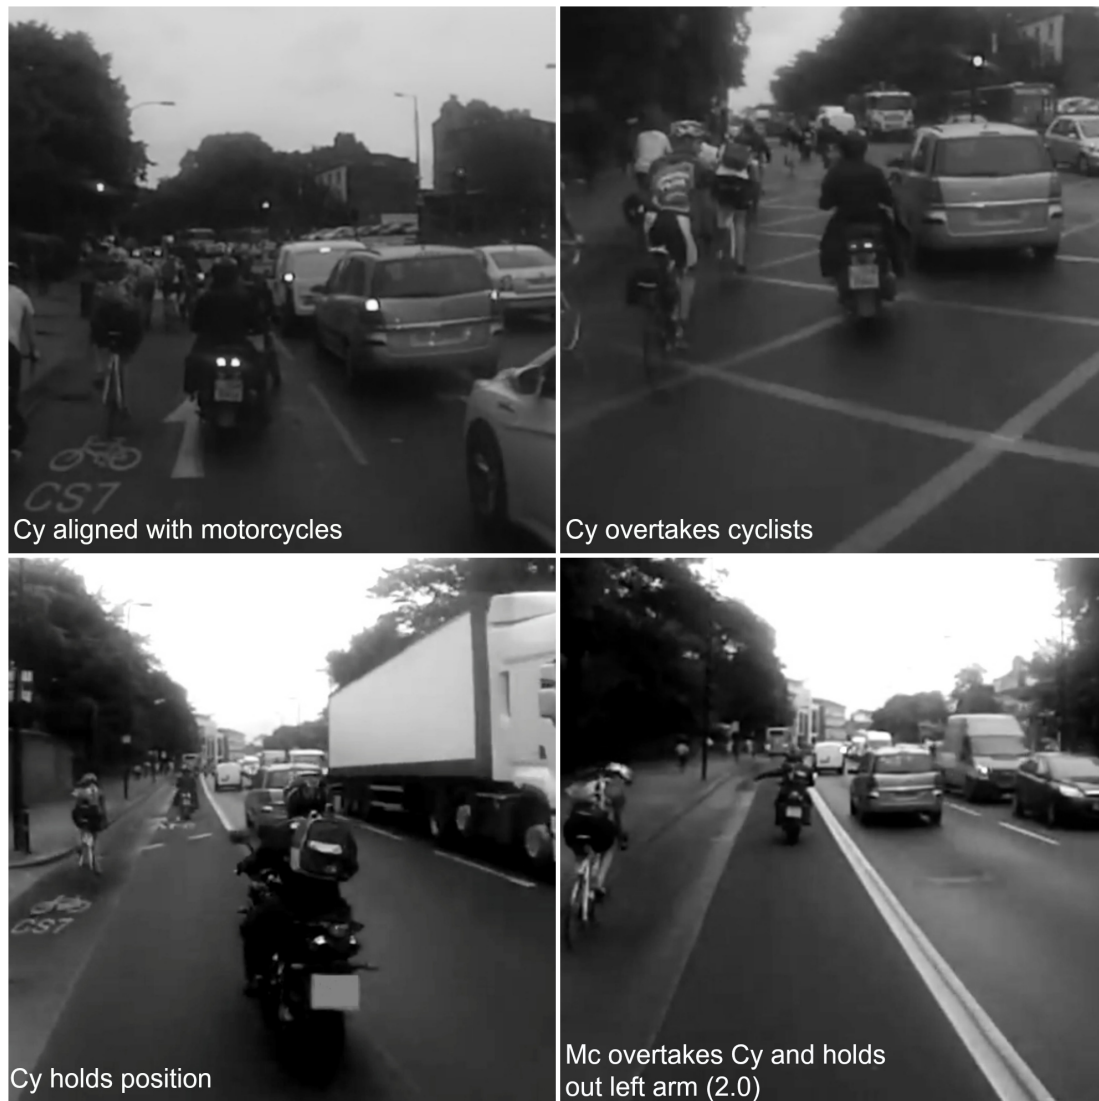 CS7
Cy aligned with motorcycles
Cy overtakes cyclists
CS7
Cy holds position
Mc overtakes Cy and holds
out left arm (2.0)